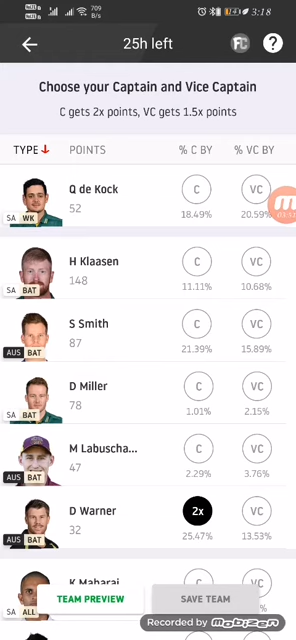 709
B/s
3:18
25h left
FC
?
Choose your Captain and Vice Captain
C gets 2x points, VC gets 1.5x points
TYPE POINTS % C BY % VC BY
Q de Kock
52
C
VC
SA WK
18.49%
20.59%
H Klaasen
148
C
VC
SA BAT
11.11%
10.68%
S Smith
87
C
VC
AUS BAT
21.39%
15.89%
D Miller
78
C
VC
SA BAT
1.01%
2.15%
M Labuscha...
47
C
VC
AUS BAT
2.29%
3.76%
D Warner
32
2x
VC
AUS BAT
25.47%
13.53%
K Maharaj
SA ALL
TEAM PREVIEW
SAVE TEAM
Recorded by mobizen